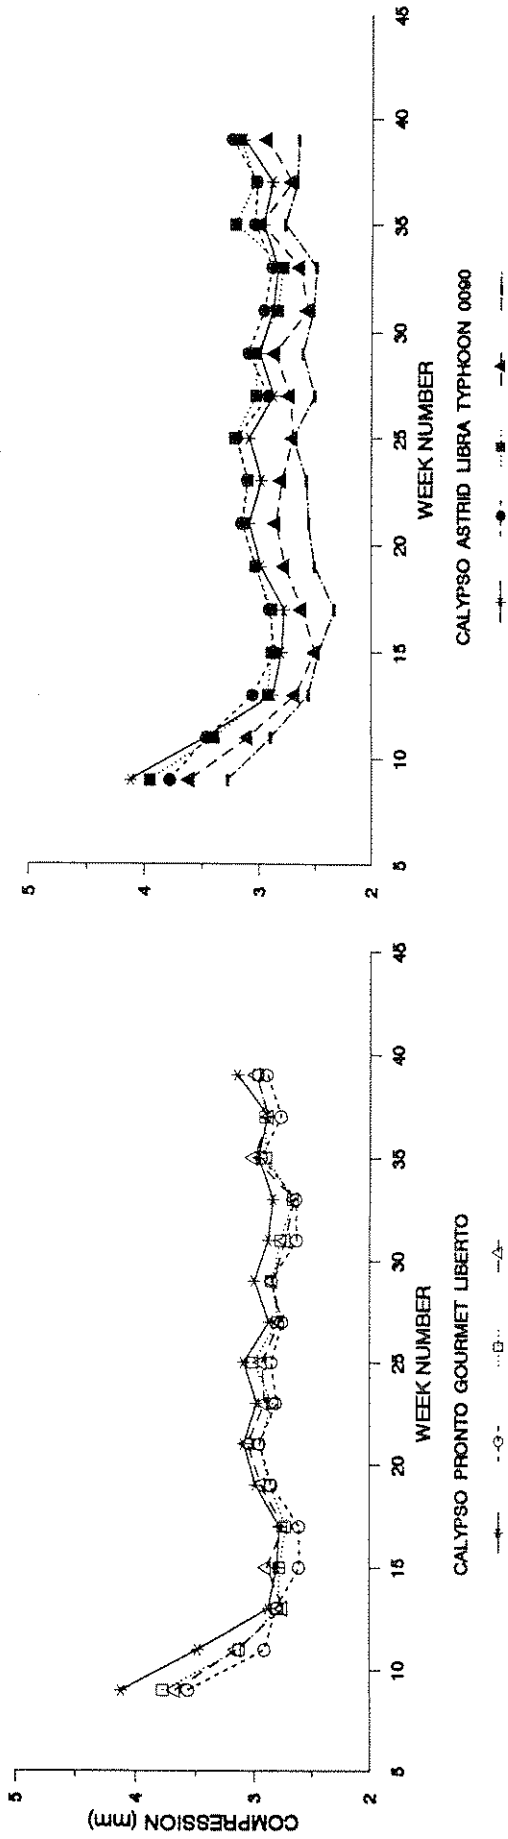 COMPRESSION (mm)
5
4
3
2
5 10 15 20 25 30 35 40 45
WEEK NUMBER
CALYPSO PRONTO GOURMET LIBERTO
5
4
3
2
5 10 15 20 25 30 35 40 45
WEEK NUMBER
CALYPSO ASTRID LIBRA TYPHOON 0090